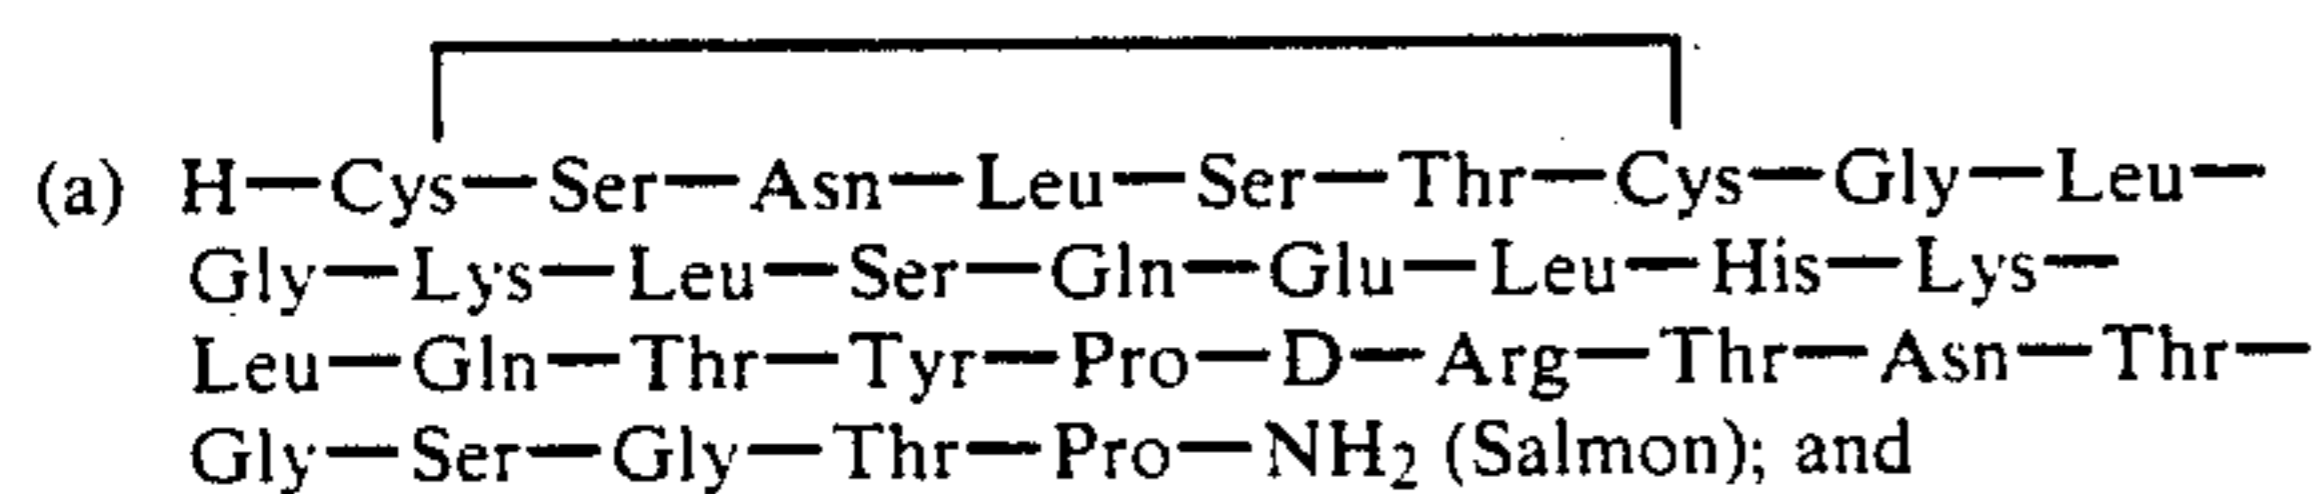 (a) H—Cys—Ser—Asn—Leu—Ser—Thr—Cys—Gly—Leu—
Gly—Lys—Leu—Ser—Gln—Glu—Leu—His—Lys—
Leu—Gln—Thr—Tyr—Pro—D—Arg—Thr—Asn—Thr—
Gly—Ser—Gly—Thr—Pro—NH₂ (Salmon); and